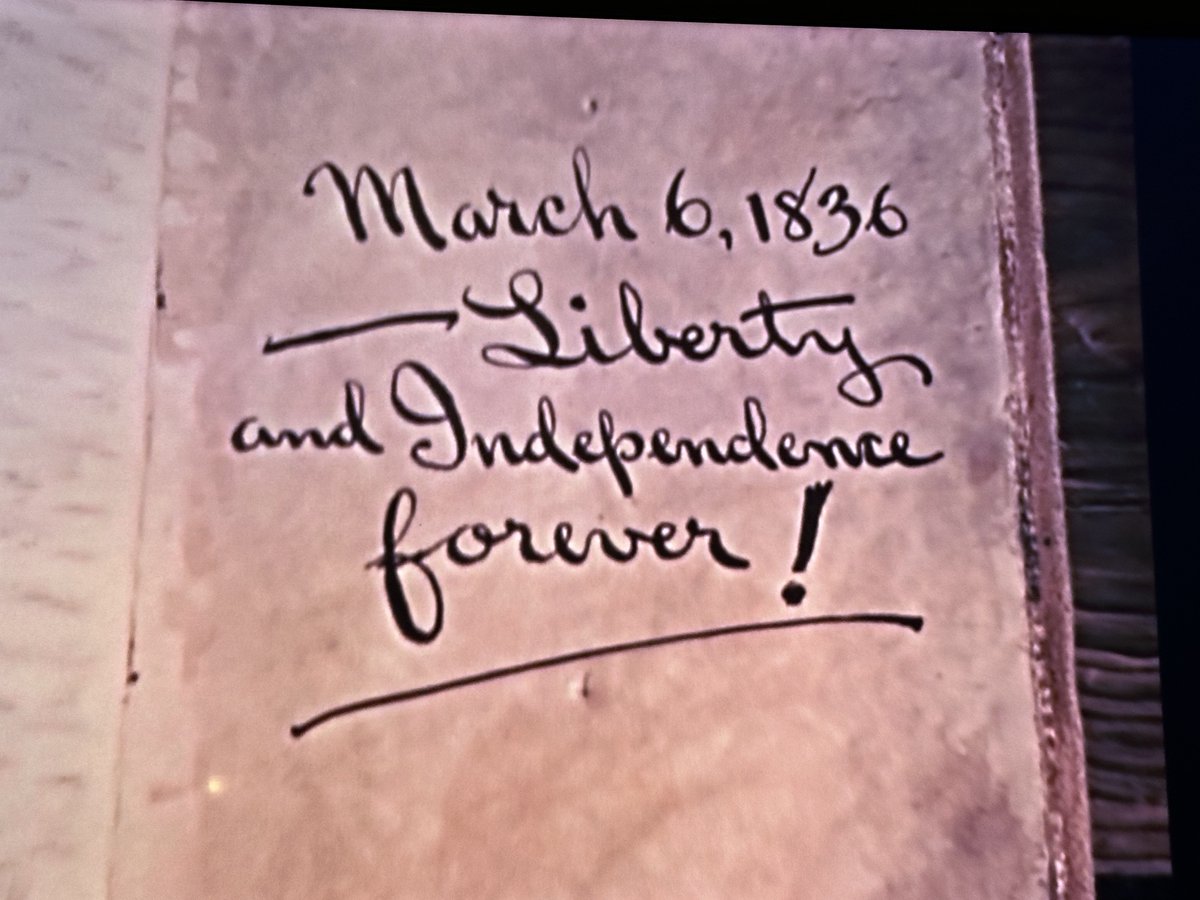 March 6, 1836
— Liberty
and Independence
forever!